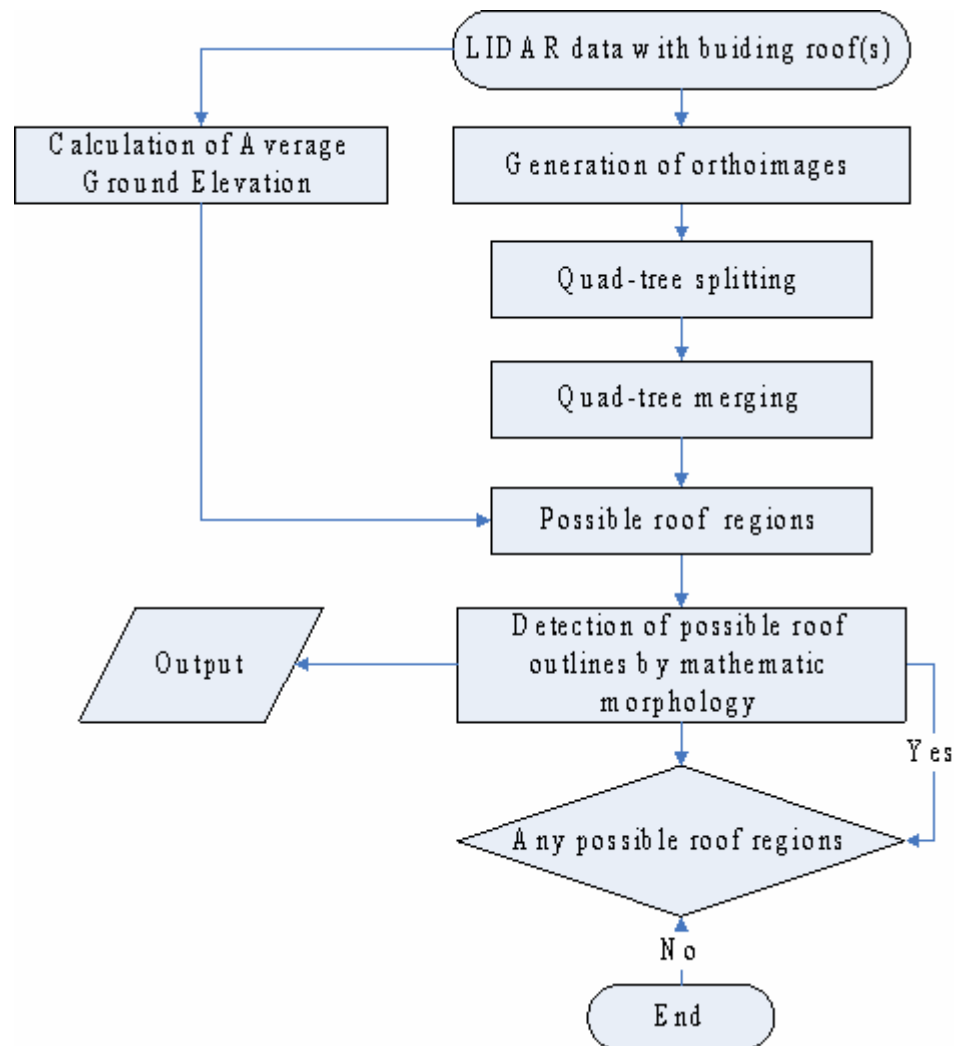 LIDAR data with buiding roof(s)
Calculation of Average
Ground Elevation
Generation of orthoimages
Quad-tree splitting
Quad-tree merging
Possible roof regions
Detection of possible roof
outlines by mathematic
morphology
Output
Yes
Any possible roof regions
No
End